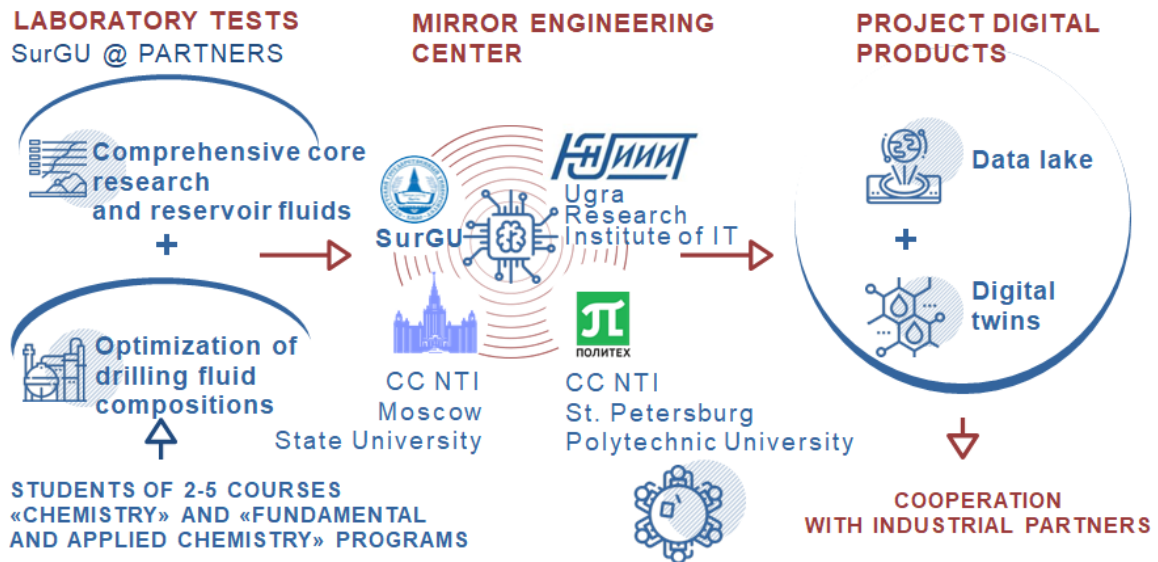 LABORATORY TESTS
SurGU @ PARTNERS
Comprehensive core
research
and reservoir fluids
+
Optimization of
drilling fluid
compositions
STUDENTS OF 2-5 COURSES
«CHEMISTRY» AND «FUNDAMENTAL
AND APPLIED CHEMISTRY» PROGRAMS
MIRROR ENGINEERING
CENTER
SurGU
ЮНИИИТ
Ugra
Research
Institute of IT
CC NTI
Moscow
State University
ПОЛИТЕХ
CC NTI
St. Petersburg
Polytechnic University
PROJECT DIGITAL
PRODUCTS
Data lake
+
Digital
twins
COOPERATION
WITH INDUSTRIAL PARTNERS